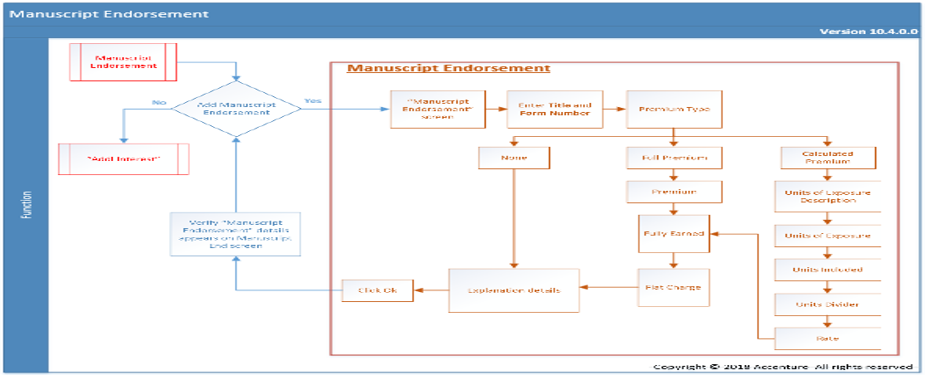 Manuscript Endorsement
Version 10.4.0.0
Function
Manuscript
Endorsement
Add Manuscript
Endorsement
No
Yes
"Addl Interest"
Verify "Manuscript
Endorsement" details
appears on Manuscript
End screen
Manuscript Endorsement
"Manuscript
Endorsement"
screen
Enter Title and
Form Number
Premium Type
None
Full Premium
Calculated
Premium
Premium
Units of Exposure
Description
Fully Earned
Units of Exposure
Units Included
Click Ok
Explanation details
Flat Charge
Units Divider
Rate
Copyright © 2018 Accenture All rights reserved